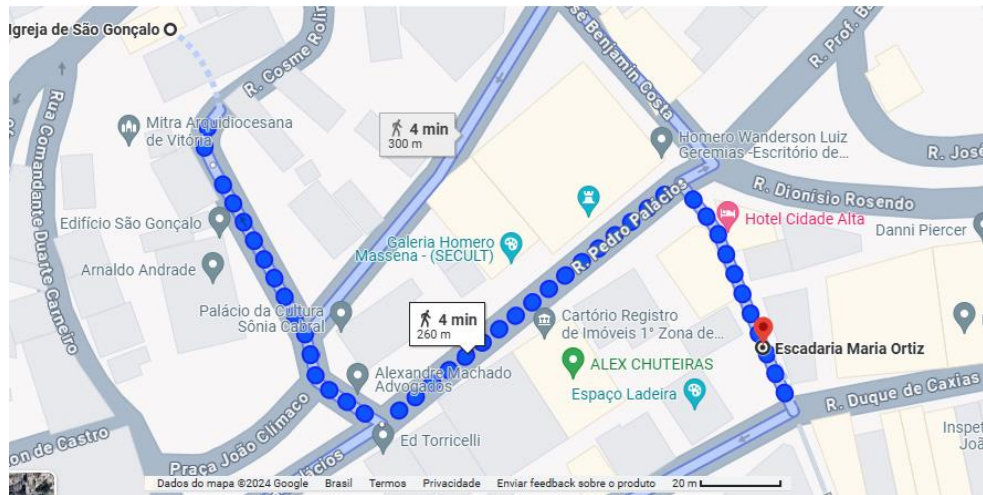 Igreja de São Gonçalo
R. Cosme Rolim
Rua Comandante Duarte Carneiro
Mitra Arquidiocesana
de Vitória
4 min
300 m
José Benjamin Costa
R. Prof. B
Homero Wanderson Luiz
Geremias -Escritório de...
R. José
R. Dionísio Rosendo
Edifício São Gonçalo
Hotel Cidade Alta
Danni Piercer
R. Pedro Palácios
Galeria Homero
Massena - (SECULT)
Arnaldo Andrade
Palácio da Cultura
Sônia Cabral
4 min
260 m
Cartório Registro
de Imóveis 1° Zona de...
Escadaria Maria Ortiz
ALEX CHUTEIRAS
Alexandre Machado
Advogados
Espaço Ladeira
R. Duque de Caxias
Inspet
Joã
Ed Torricelli
on de Castro
Praça João Clímaco
Palácios
Dados do mapa ©2024 Google Brasil Termos Privacidade Enviar feedback sobre o produto 20 m